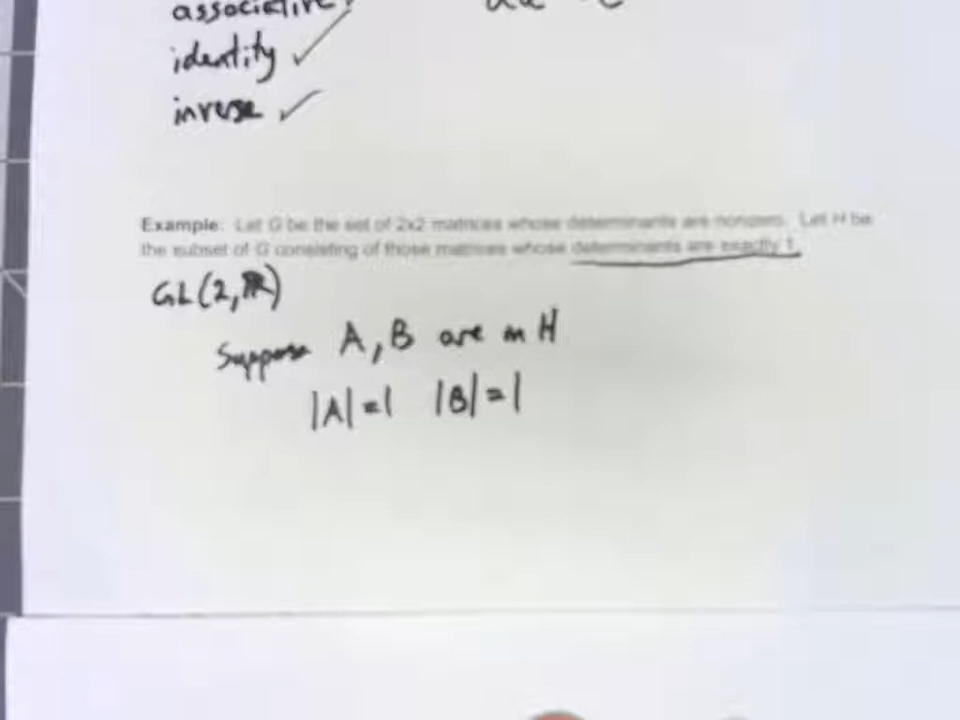 associative
identity ✓
inverse ✓
Example: Let G be the set of 2x2 matrices whose determinants are nonzero. Let H be
the subset of G consisting of those matrices whose determinants are exactly 1.
GL(2,ℝ)
Suppose A, B are in H
|A|=1 |B|=1